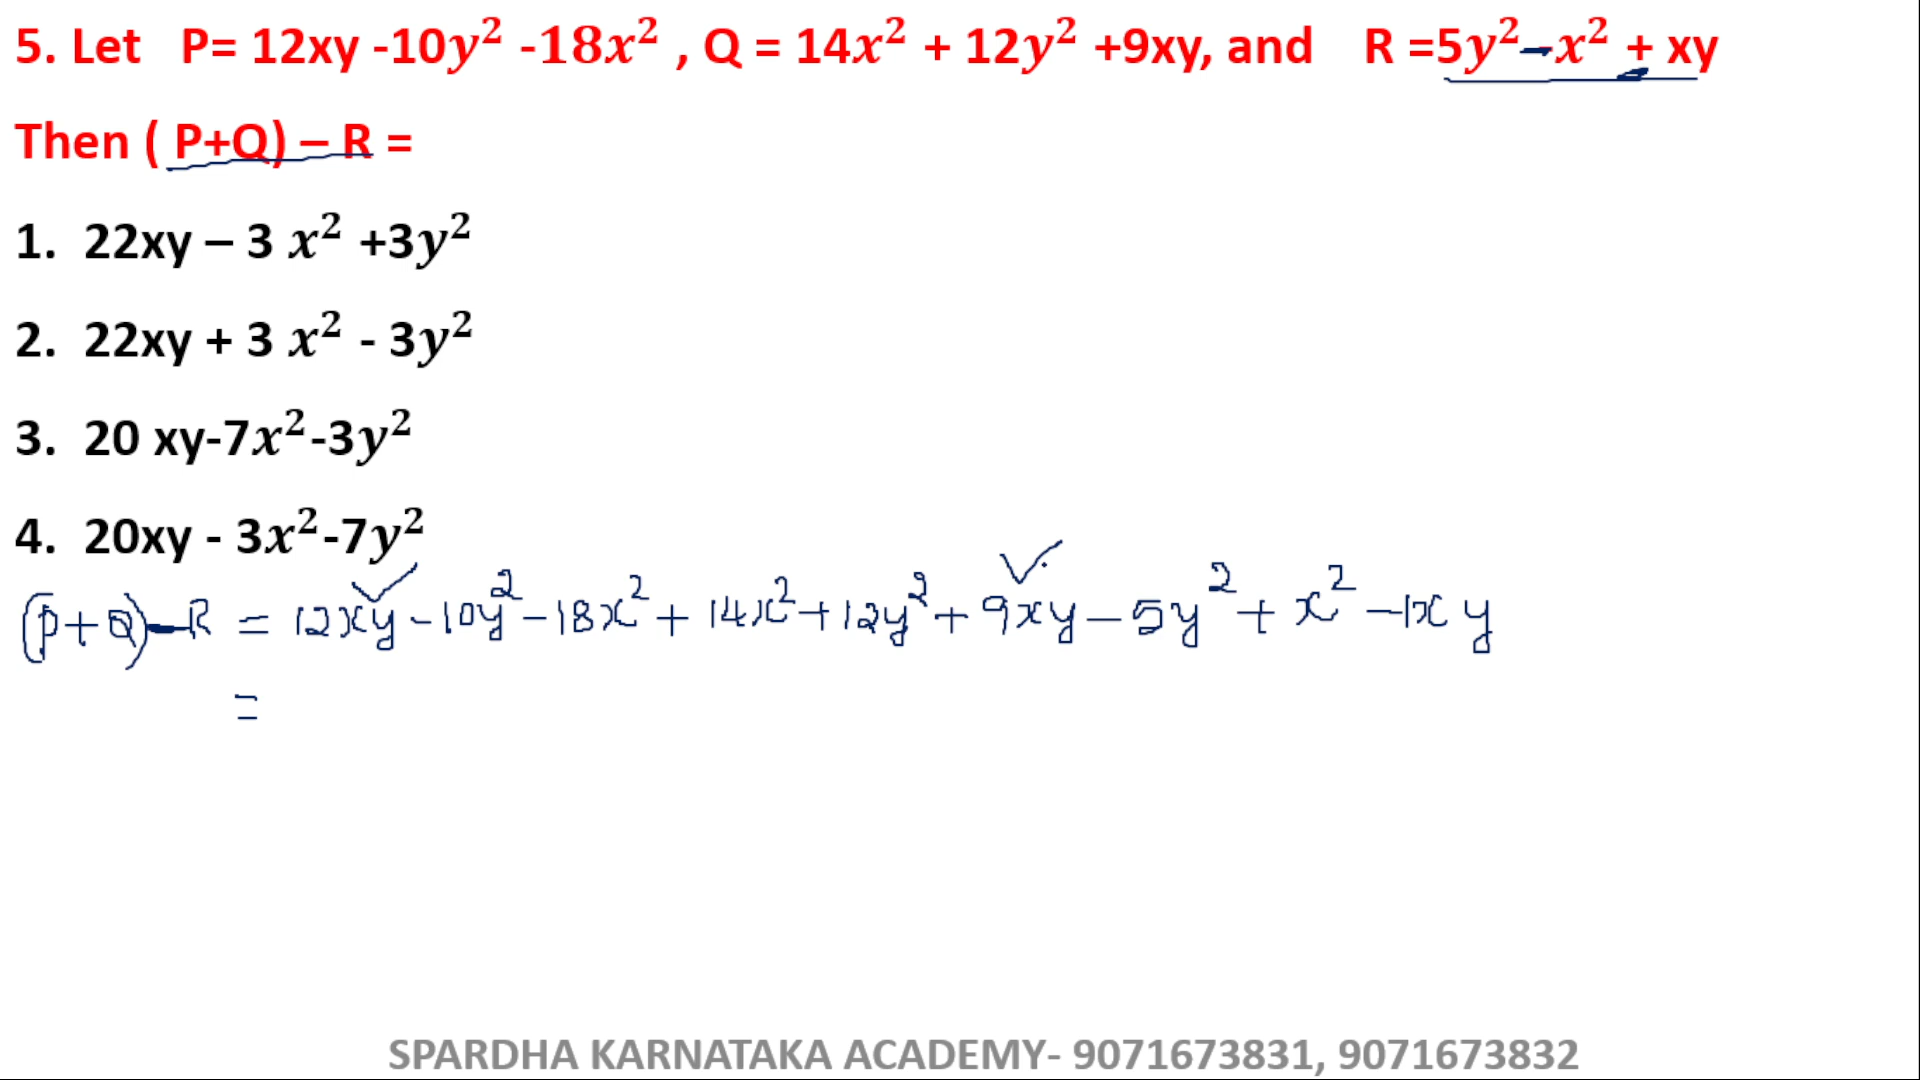 5. Let P= 12xy -10y² -18x² , Q = 14x² + 12y² +9xy, and R =5y²-x² + xy
Then ( P+Q) – R =
1. 22xy – 3 x² +3y²
2. 22xy + 3 x² - 3y²
3. 20 xy-7x²-3y²
4. 20xy - 3x²-7y²
(P+Q)-R = 12xy - 10y² - 18x² + 14x² + 12y² + 9xy - 5y² + x² - 1xy
=
SPARDHA KARNATAKA ACADEMY- 9071673831, 9071673832